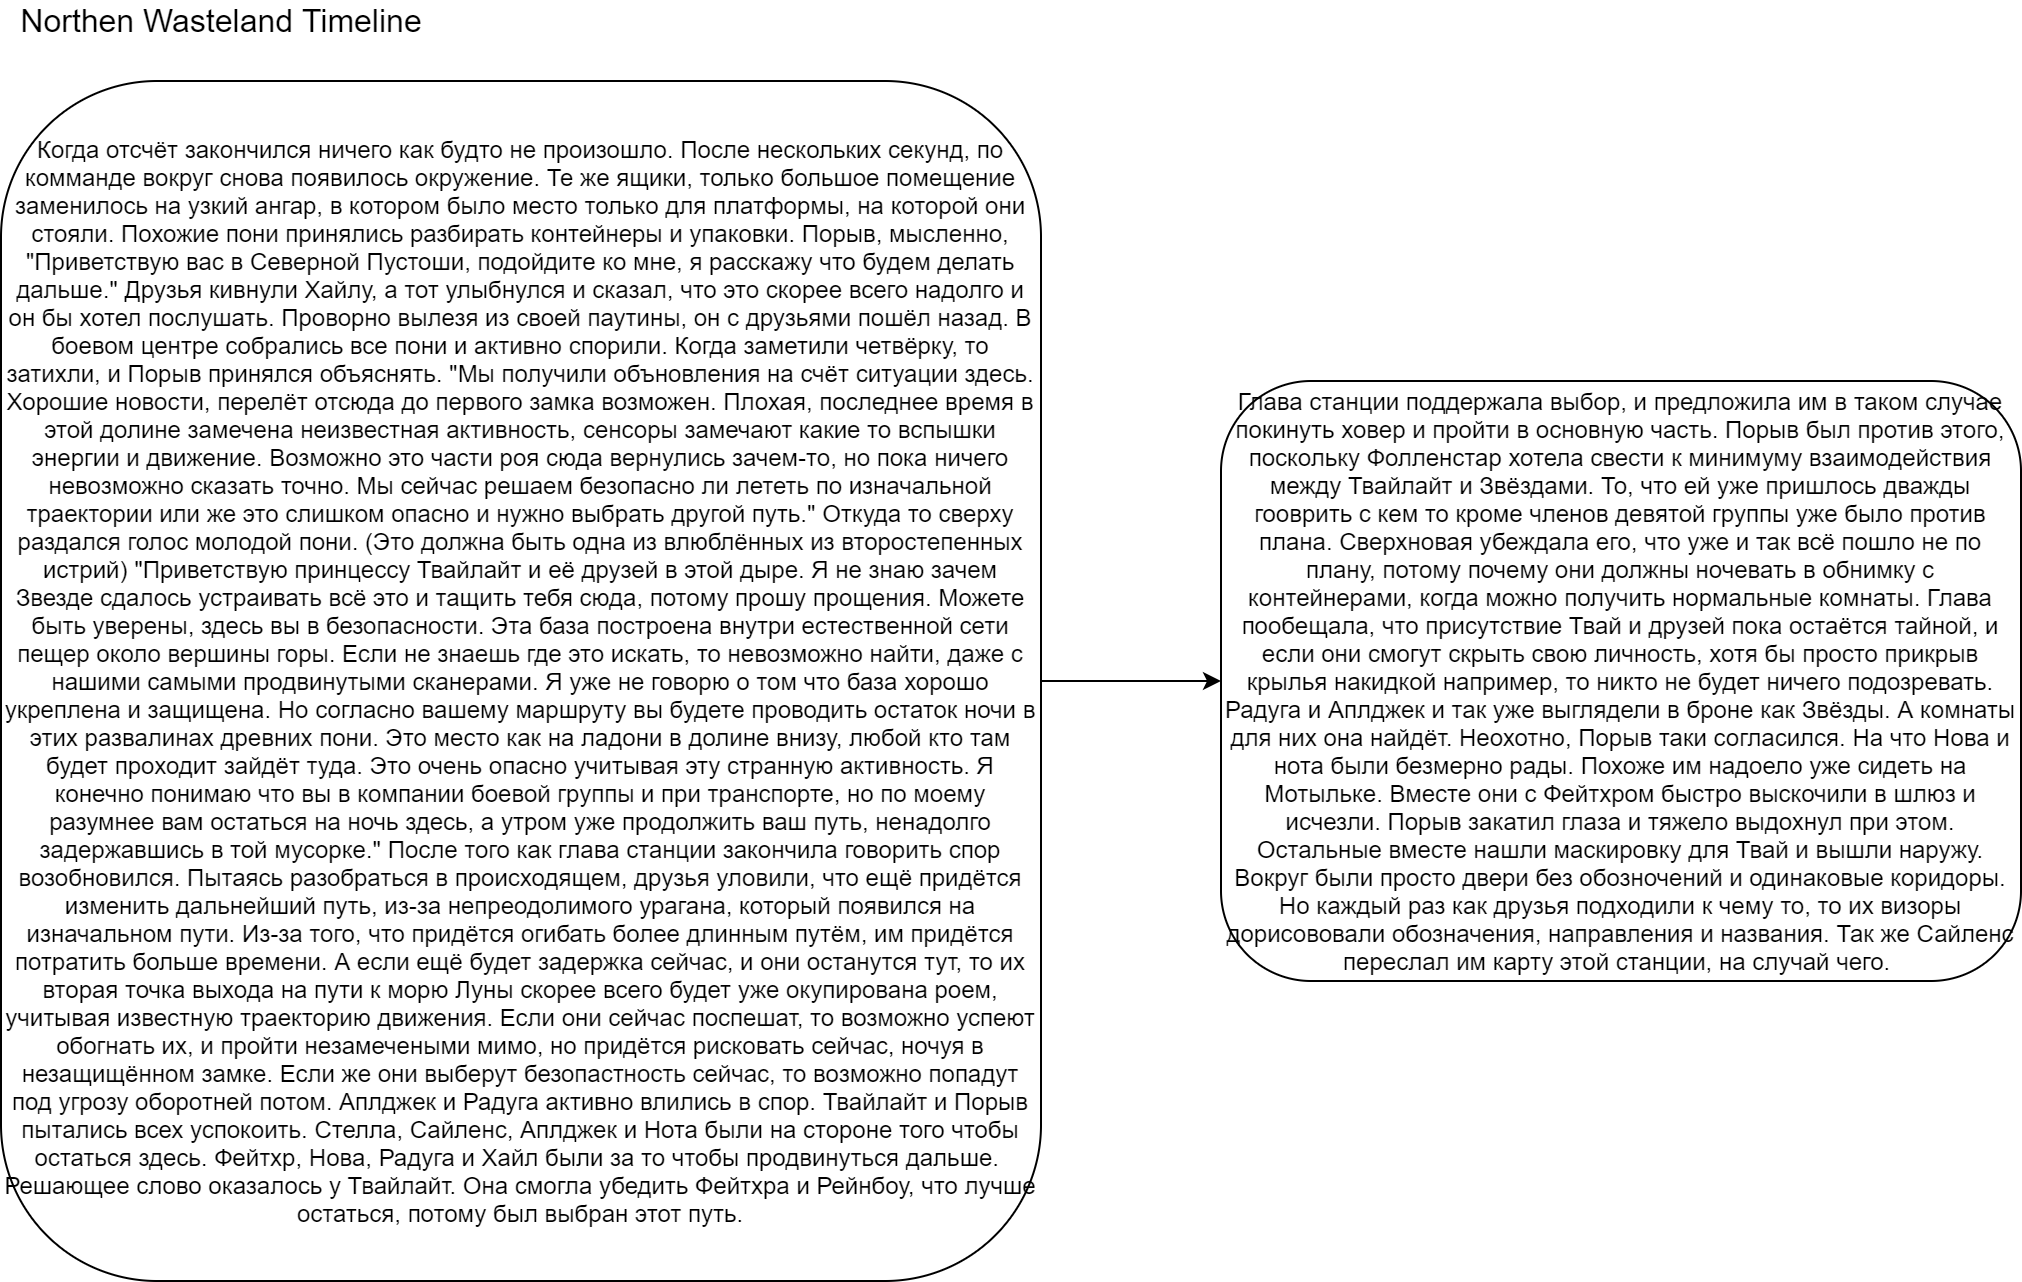 Northen Wasteland Timeline
Когда отсчёт закончился ничего как будто не произошло. После нескольких секунд, по
комманде вокруг снова появилось окружение. Те же ящики, только большое помещение
заменилось на узкий ангар, в котором было место только для платформы, на которой они
стояли. Похожие пони принялись разбирать контейнеры и упаковки. Порыв, мысленно,
"Приветствую вас в Северной Пустоши, подойдите ко мне, я расскажу что будем делать
дальше." Друзья кивнули Хайлу, а тот улыбнулся и сказал, что это скорее всего надолго и
он бы хотел послушать. Проворно вылезя из своей паутины, он с друзьями пошёл назад. В
боевом центре собрались все пони и активно спорили. Когда заметили четвёрку, то
затихли, и Порыв принялся объяснять. "Мы получили объновления на счёт ситуации здесь.
Хорошие новости, перелёт отсюда до первого замка возможен. Плохая, последнее время в
этой долине замечена неизвестная активность, сенсоры замечают какие то вспышки
энергии и движение. Возможно это части роя сюда вернулись зачем-то, но пока ничего
невозможно сказать точно. Мы сейчас решаем безопасно ли лететь по изначальной
траектории или же это слишком опасно и нужно выбрать другой путь." Откуда то сверху
раздался голос молодой пони. (Это должна быть одна из влюблённых из второстепенных
истрий) "Приветствую принцессу Твайлайт и её друзей в этой дыре. Я не знаю зачем
Звезде сдалось устраивать всё это и тащить тебя сюда, потому прошу прощения. Можете
быть уверены, здесь вы в безопасности. Эта база построена внутри естественной сети
пещер около вершины горы. Если не знаешь где это искать, то невозможно найти, даже с
нашими самыми продвинутыми сканерами. Я уже не говорю о том что база хорошо
укреплена и защищена. Но согласно вашему маршруту вы будете проводить остаток ночи в
этих развалинах древних пони. Это место как на ладони в долине внизу, любой кто там
будет проходит зайдёт туда. Это очень опасно учитывая эту странную активность. Я
конечно понимаю что вы в компании боевой группы и при транспорте, но по моему
разумнее вам остаться на ночь здесь, а утром уже продолжить ваш путь, ненадолго
задержавшись в той мусорке." После того как глава станции закончила говорить спор
возобновился. Пытаясь разобраться в происходящем, друзья уловили, что ещё придётся
изменить дальнейший путь, из-за непреодолимого урагана, который появился на
изначальном пути. Из-за того, что придётся огибать более длинным путём, им придётся
потратить больше времени. А если ещё будет задержка сейчас, и они останутся тут, то их
вторая точка выхода на пути к морю Луны скорее всего будет уже окупирована роем,
учитывая известную траекторию движения. Если они сейчас поспешат, то возможно успеют
обогнать их, и пройти незамечеными мимо, но придётся рисковать сейчас, ночуя в
незащищённом замке. Если же они выберут безопастность сейчас, то возможно попадут
под угрозу оборотней потом. Аплджек и Радуга активно влились в спор. Твайлайт и Порыв
пытались всех успокоить. Стелла, Сайленс, Аплджек и Нота были на стороне того чтобы
остаться здесь. Фейтхр, Нова, Радуга и Хайл были за то чтобы продвинуться дальше.
Решающее слово оказалось у Твайлайт. Она смогла убедить Фейтхра и Рейнбоу, что лучше
остаться, потому был выбран этот путь.
Глава станции поддержала выбор, и предложила им в таком случае
покинуть ховер и пройти в основную часть. Порыв был против этого,
поскольку Фолленстар хотела свести к минимуму взаимодействия
между Твайлайт и Звёздами. То, что ей уже пришлось дважды
гооврить с кем то кроме членов девятой группы уже было против
плана. Сверхновая убеждала его, что уже и так всё пошло не по
плану, потому почему они должны ночевать в обнимку с
контейнерами, когда можно получить нормальные комнаты. Глава
пообещала, что присутствие Твай и друзей пока остаётся тайной, и
если они смогут скрыть свою личность, хотя бы просто прикрыв
крылья накидкой например, то никто не будет ничего подозревать.
Радуга и Аплджек и так уже выглядели в броне как Звёзды. А комнаты
для них она найдёт. Неохотно, Порыв таки согласился. На что Нова и
нота были безмерно рады. Похоже им надоело уже сидеть на
Мотыльке. Вместе они с Фейтхром быстро выскочили в шлюз и
исчезли. Порыв закатил глаза и тяжело выдохнул при этом.
Остальные вместе нашли маскировку для Твай и вышли наружу.
Вокруг были просто двери без обозночений и одинаковые коридоры.
Но каждый раз как друзья подходили к чему то, то их визоры
дорисововали обозначения, направления и названия. Так же Сайленс
переслал им карту этой станции, на случай чего.